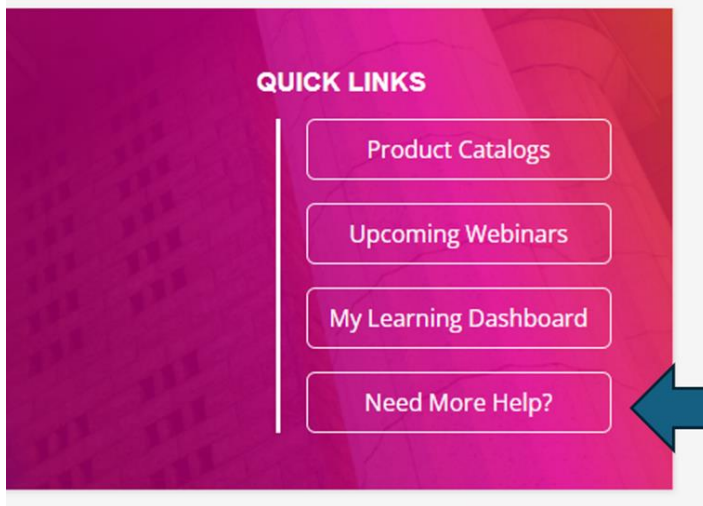 QUICK LINKS
Product Catalogs
Upcoming Webinars
My Learning Dashboard
Need More Help?